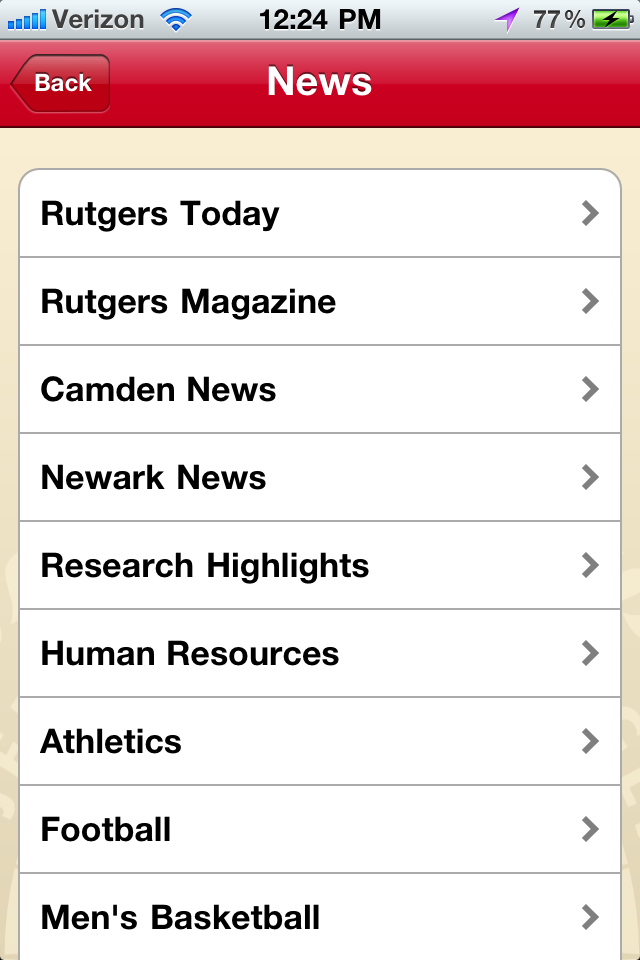 Verizon 12:24 PM 77%
Back News
Rutgers Today
Rutgers Magazine
Camden News
Newark News
Research Highlights
Human Resources
Athletics
Football
Men's Basketball